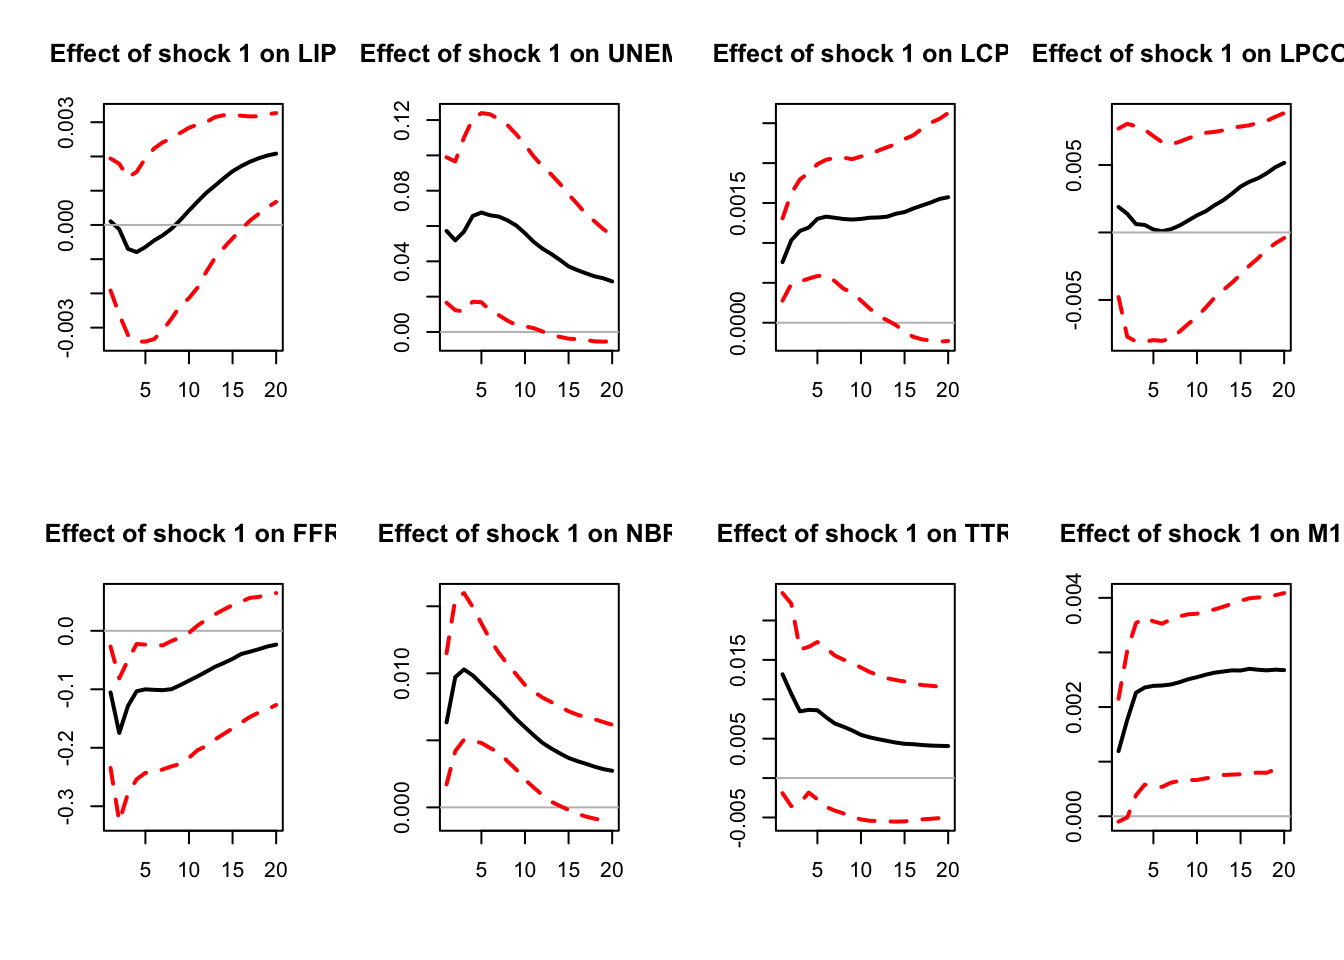 Effect of shock 1 on LIP
Effect of shock 1 on UNEM
Effect of shock 1 on LCP
Effect of shock 1 on LPCO
0.003
0.000
-0.003
5 10 15 20
0.12
0.08
0.04
0.00
5 10 15 20
0.0015
0.0000
5 10 15 20
0.005
-0.005
5 10 15 20
Effect of shock 1 on FFR
Effect of shock 1 on NBR
Effect of shock 1 on TTR
Effect of shock 1 on M1
0.0
-0.1
-0.2
-0.3
5 10 15 20
0.010
0.000
5 10 15 20
0.015
0.005
-0.005
5 10 15 20
0.004
0.002
0.000
5 10 15 20